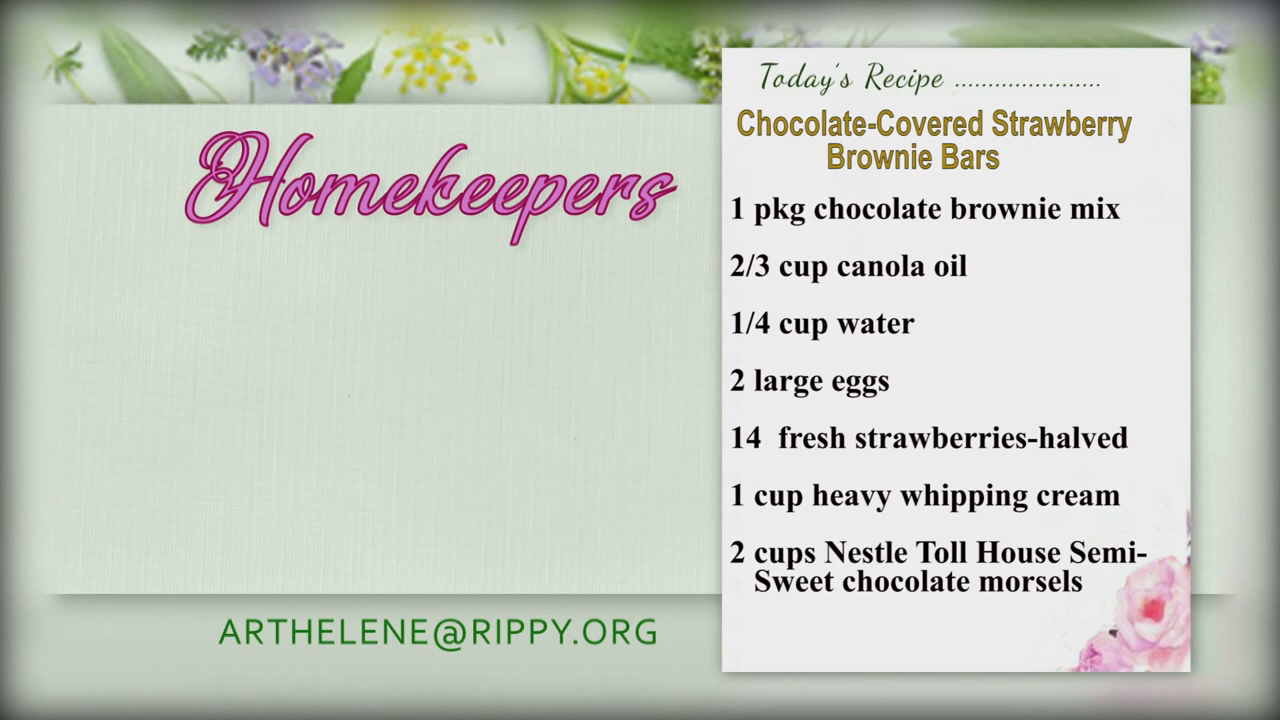 Homekeepers
ARTHELENE@RIPPY.ORG
Today's Recipe ......................
Chocolate-Covered Strawberry
Brownie Bars
1 pkg chocolate brownie mix
2/3 cup canola oil
1/4 cup water
2 large eggs
14 fresh strawberries-halved
1 cup heavy whipping cream
2 cups Nestle Toll House Semi-
Sweet chocolate morsels